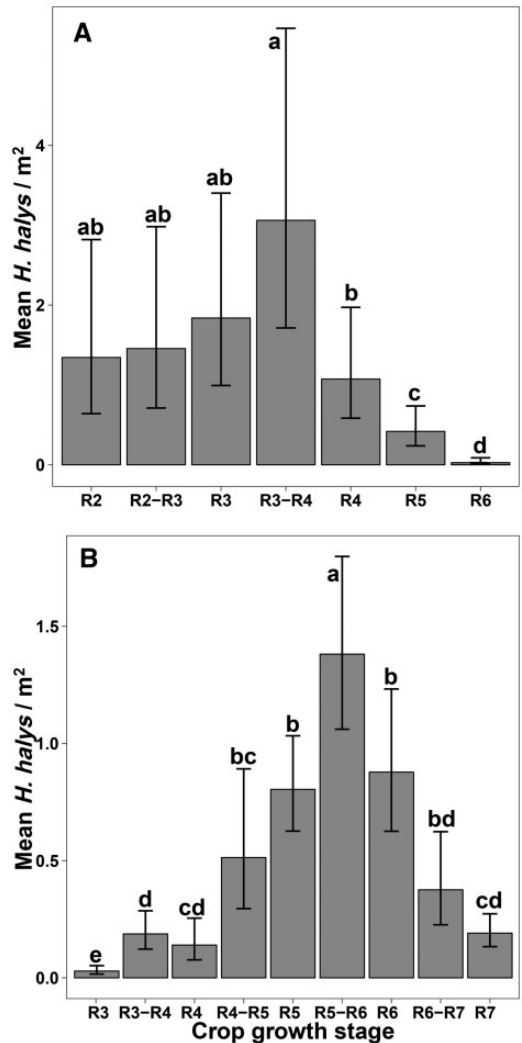 A
a
4
ab
ab
ab
b
2
c
d
0
Mean H. halys / m²
R2 R2−R3 R3 R3−R4 R4 R5 R6
B
a
1.5
b
b
1.0
bc
bd
0.5
d
cd
cd
e
0.0
Mean H. halys / m²
R3 R3−R4 R4 R4−R5 R5 R5−R6 R6 R6−R7 R7
Crop growth stage